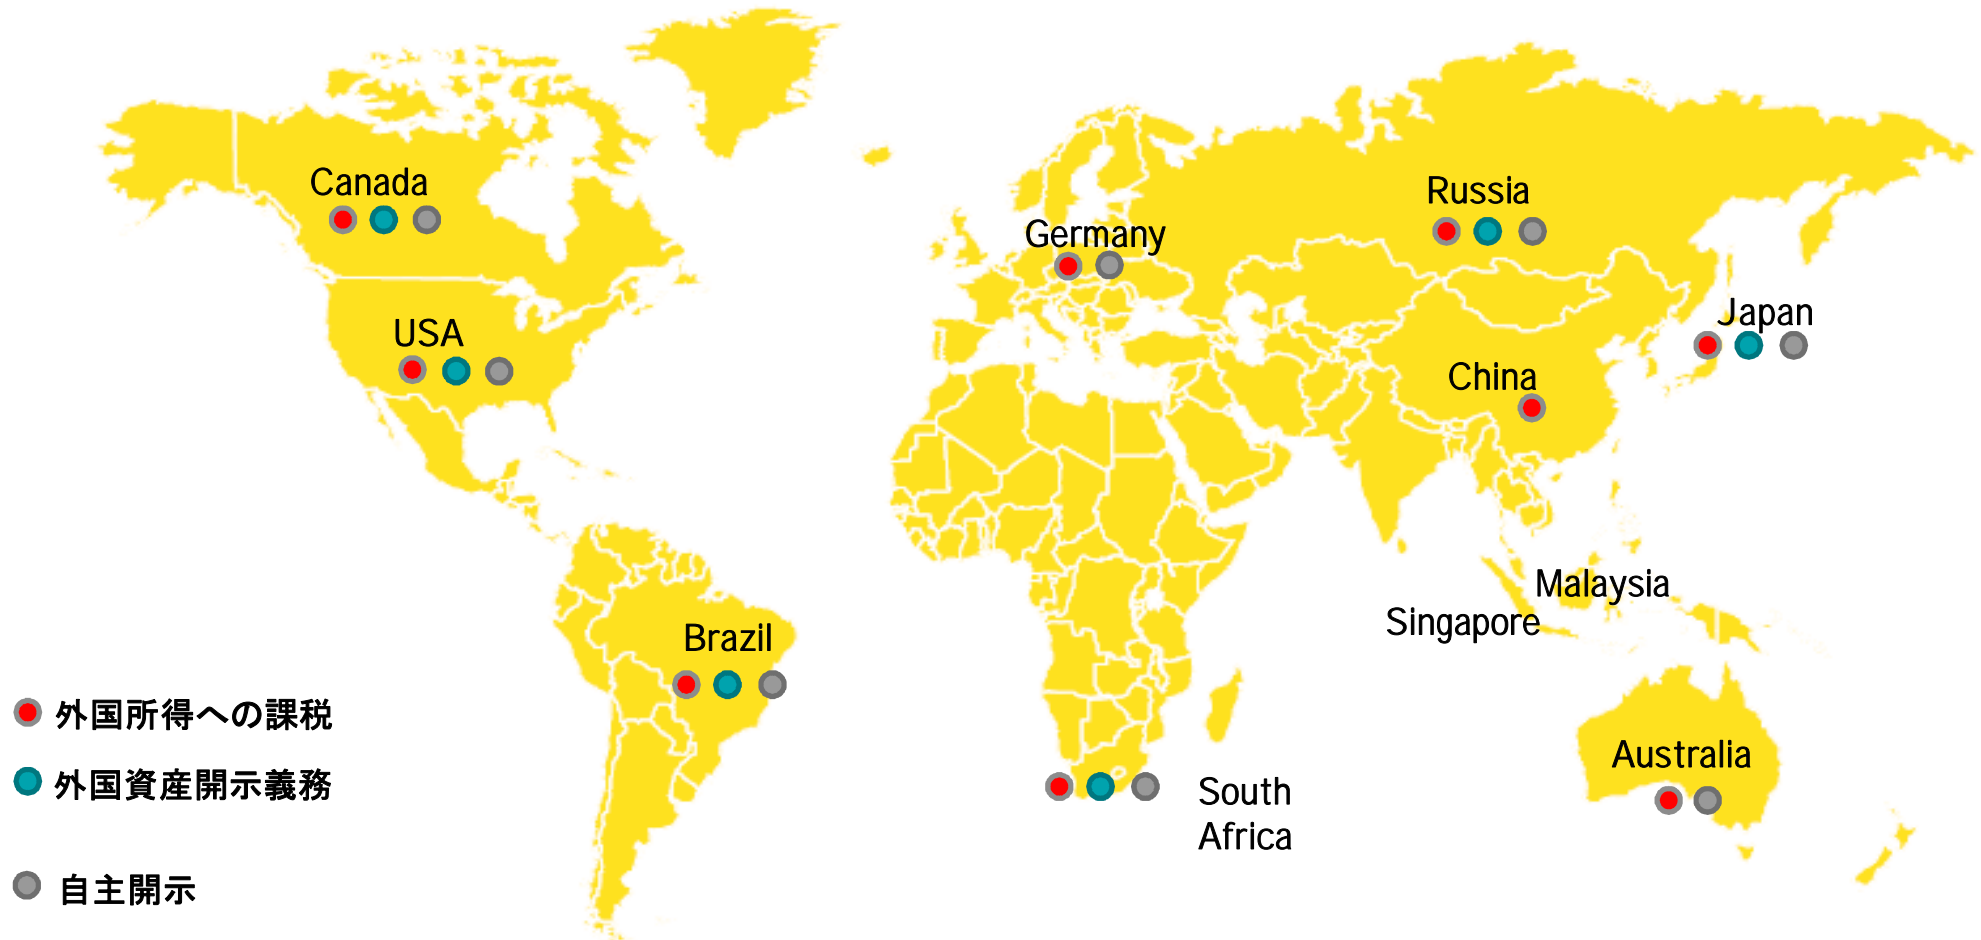 Canada
Russia
Germany
Japan
USA
China
Malaysia
Singapore
Brazil
外国所得への課税
Australia
外国資産開示義務
South
Africa
自主開示